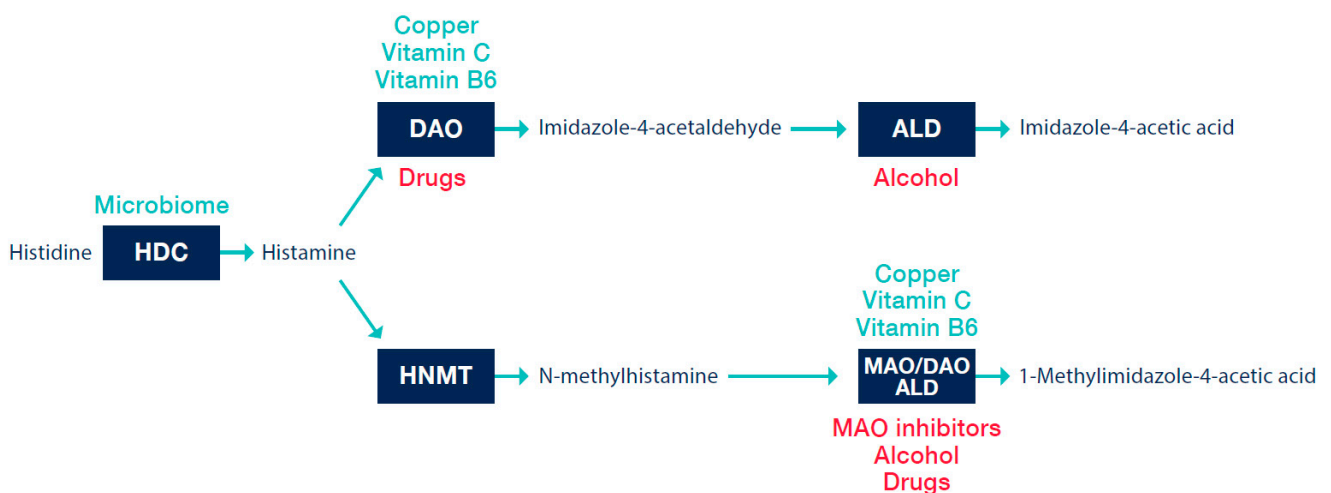 Copper
Vitamin C
Vitamin B6
DAO
Imidazole-4-acetaldehyde
ALD
Imidazole-4-acetic acid
Drugs
Alcohol
Microbiome
Histidine
HDC
Histamine
Copper
Vitamin C
Vitamin B6
HNMT
N-methylhistamine
MAO/DAO
ALD
1-Methylimidazole-4-acetic acid
MAO inhibitors
Alcohol
Drugs